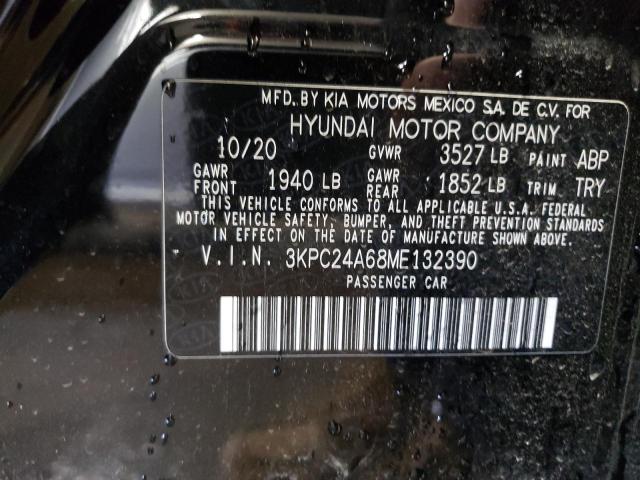 MFD. BY KIA MOTORS MEXICO S.A. DE C.V. FOR
HYUNDAI MOTOR COMPANY
10/20 GVWR 3527 LB PAINT ABP
GAWR FRONT 1940 LB GAWR REAR 1852 LB TRIM TRY
THIS VEHICLE CONFORMS TO ALL APPLICABLE U.S.A. FEDERAL
MOTOR VEHICLE SAFETY, BUMPER, AND THEFT PREVENTION STANDARDS
IN EFFECT ON THE DATE OF MANUFACTURE SHOWN ABOVE.
V.I.N. 3KPC24A68ME132390
PASSENGER CAR